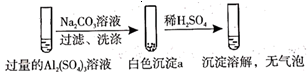 Na₂CO₃溶液
过滤、洗涤
稀H₂SO₄
过量的Al₂(SO₄)₃溶液
白色沉淀a
沉淀溶解，无气泡